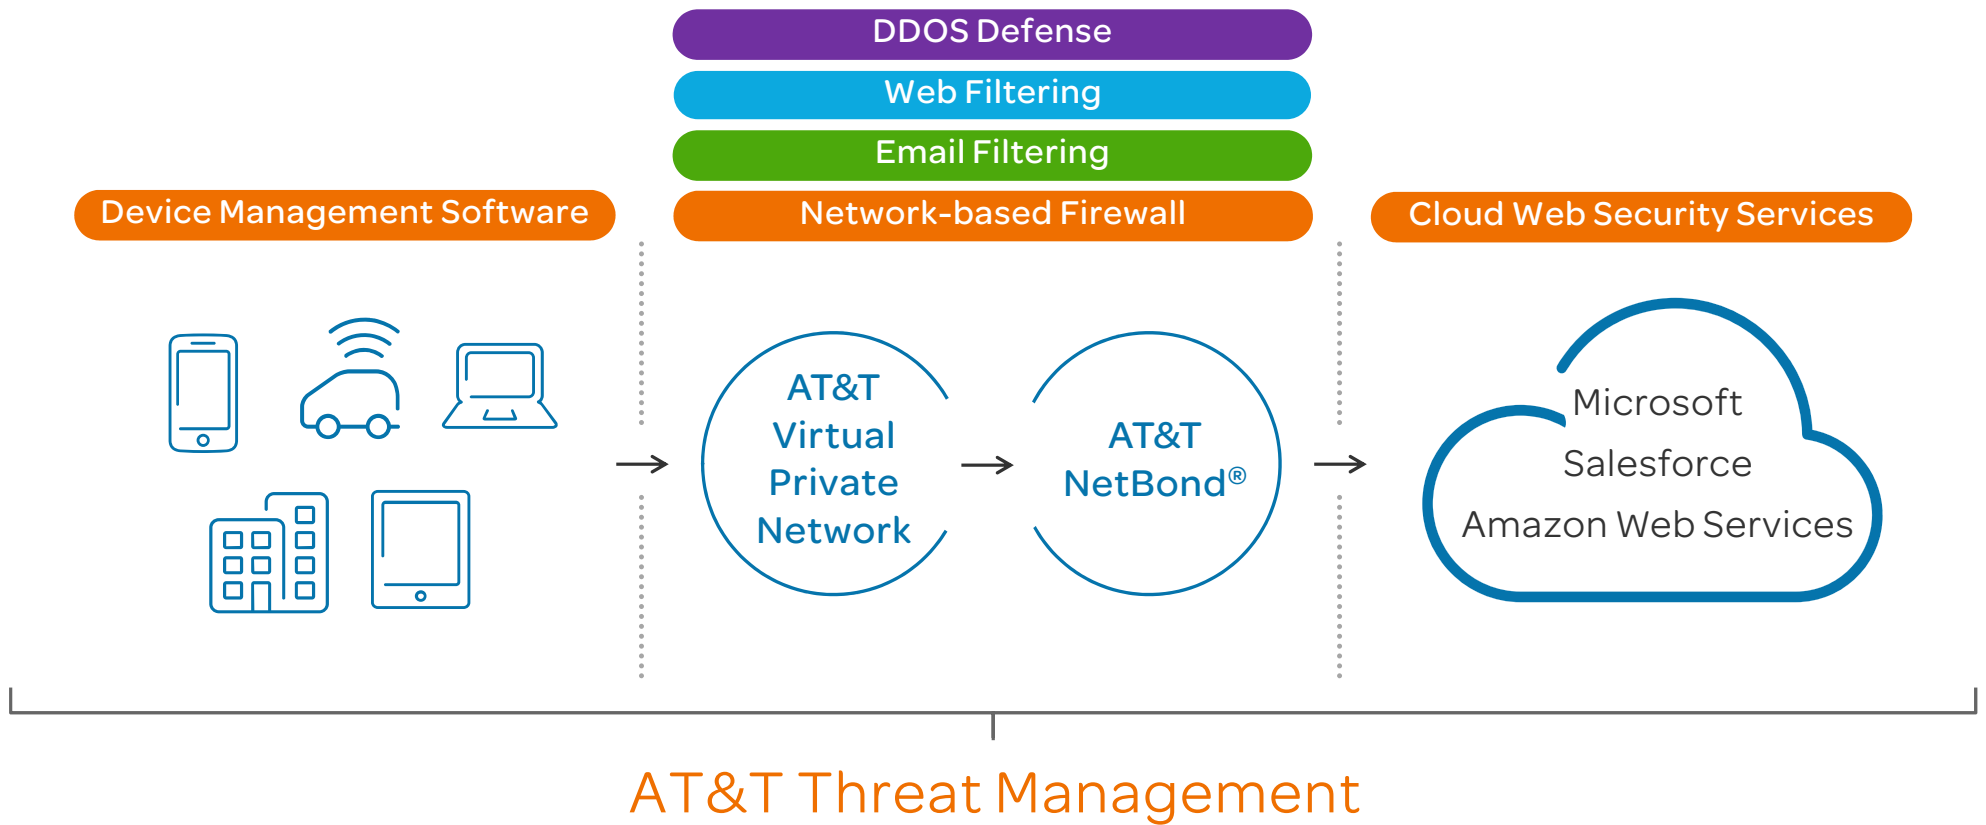 DDOS Defense
Web Filtering
Email Filtering
Device Management Software
Network-based Firewall
Cloud Web Security Services
AT&T
Virtual
Private
Network
AT&T
NetBond®
Microsoft
Salesforce
Amazon Web Services
AT&T Threat Management